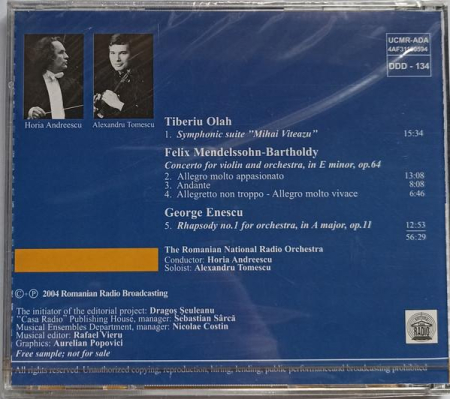 UCMR-ADA
DDD - 134
Horia Andreescu
Alexandru Tomescu
Tiberiu Olah
1. Symphonic suite "Mihai Viteazu" 15:34
Felix Mendelssohn-Bartholdy
Concerto for violin and orchestra, in E minor, op.64
2. Allegro molto appasionato 13:08
3. Andante 8:08
4. Allegretto non troppo - Allegro molto vivace 6:46
George Enescu
5. Rhapsody no.1 for orchestra, in A major, op.11 12:53
56:29
The Romanian National Radio Orchestra
Conductor: Horia Andreescu
Soloist: Alexandru Tomescu
©+℗ 2004 Romanian Radio Broadcasting
The initiator of the editorial project: Dragoş Şeuleanu
"Casa Radio" Publishing House, manager: Sebastian Sârcă
Musical Ensembles Department, manager: Nicolae Costin
Musical editor: Rafael Vieru
Graphics: Aurelian Popovici
Free sample; not for sale
All rights reserved. Unauthorized copying, reproduction, hiring, lending, public performance and broadcasting prohibited